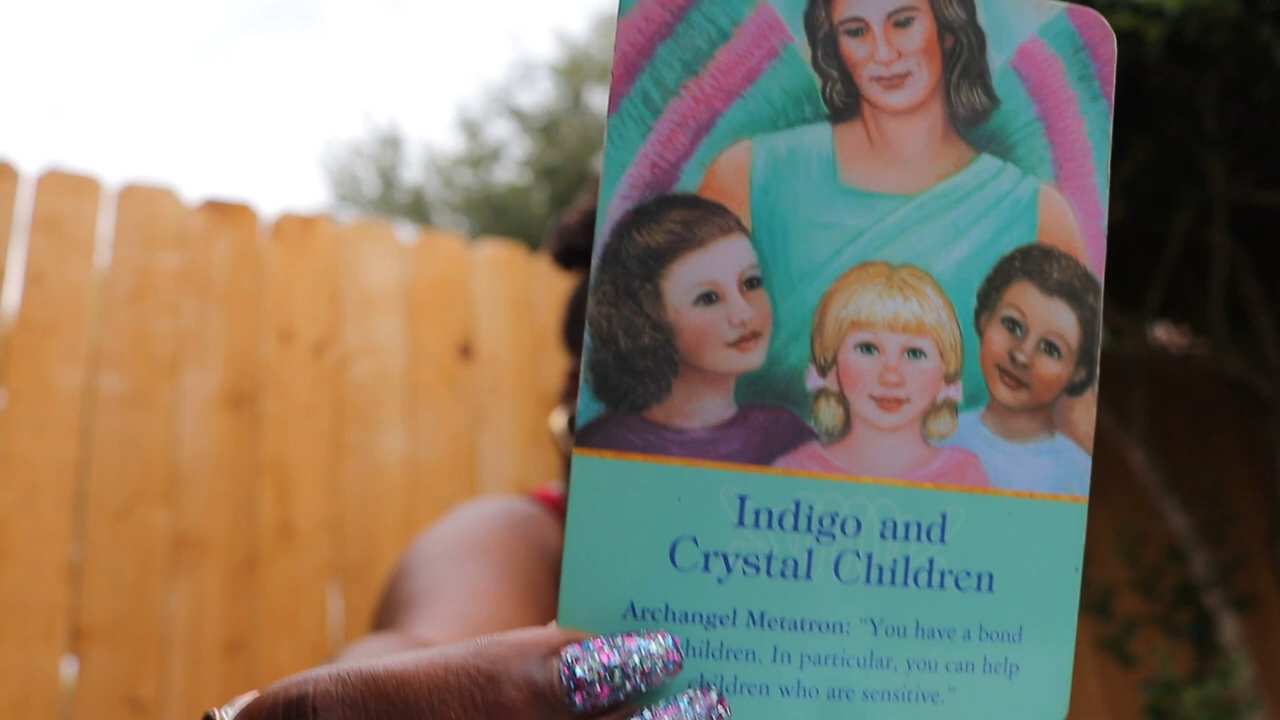 Indigo and
Crystal Children
Archangel Metatron: "You have a bond
children. In particular, you can help
children who are sensitive."